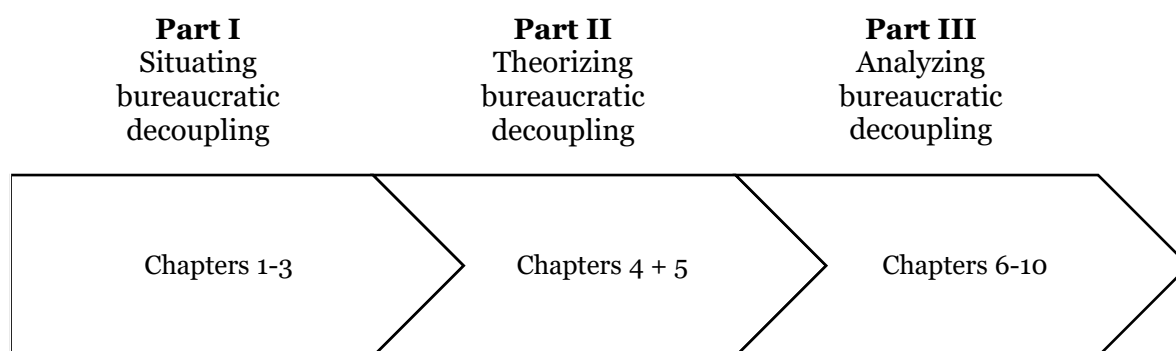 Part I
Situating
bureaucratic
decoupling
Part II
Theorizing
bureaucratic
decoupling
Part III
Analyzing
bureaucratic
decoupling
Chapters 1-3
Chapters 4 + 5
Chapters 6-10